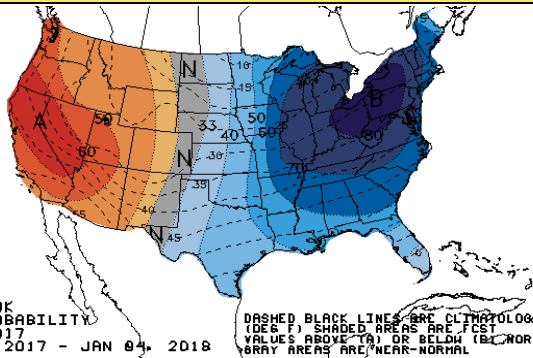 N
-10
-15
B
A
50
33
50
60
40
80
60
N
30
70
35
40
N
45
OK
OBABILITY
017
2017 - JAN 04, 2018
DASHED BLACK LINES ARE CLIMATOLOG
(DEG F) SHADED AREAS ARE FCST
VALUES ABOVE (A) OR BELOW (B) NOR
GRAY AREAS ARE NEAR-NORMAL